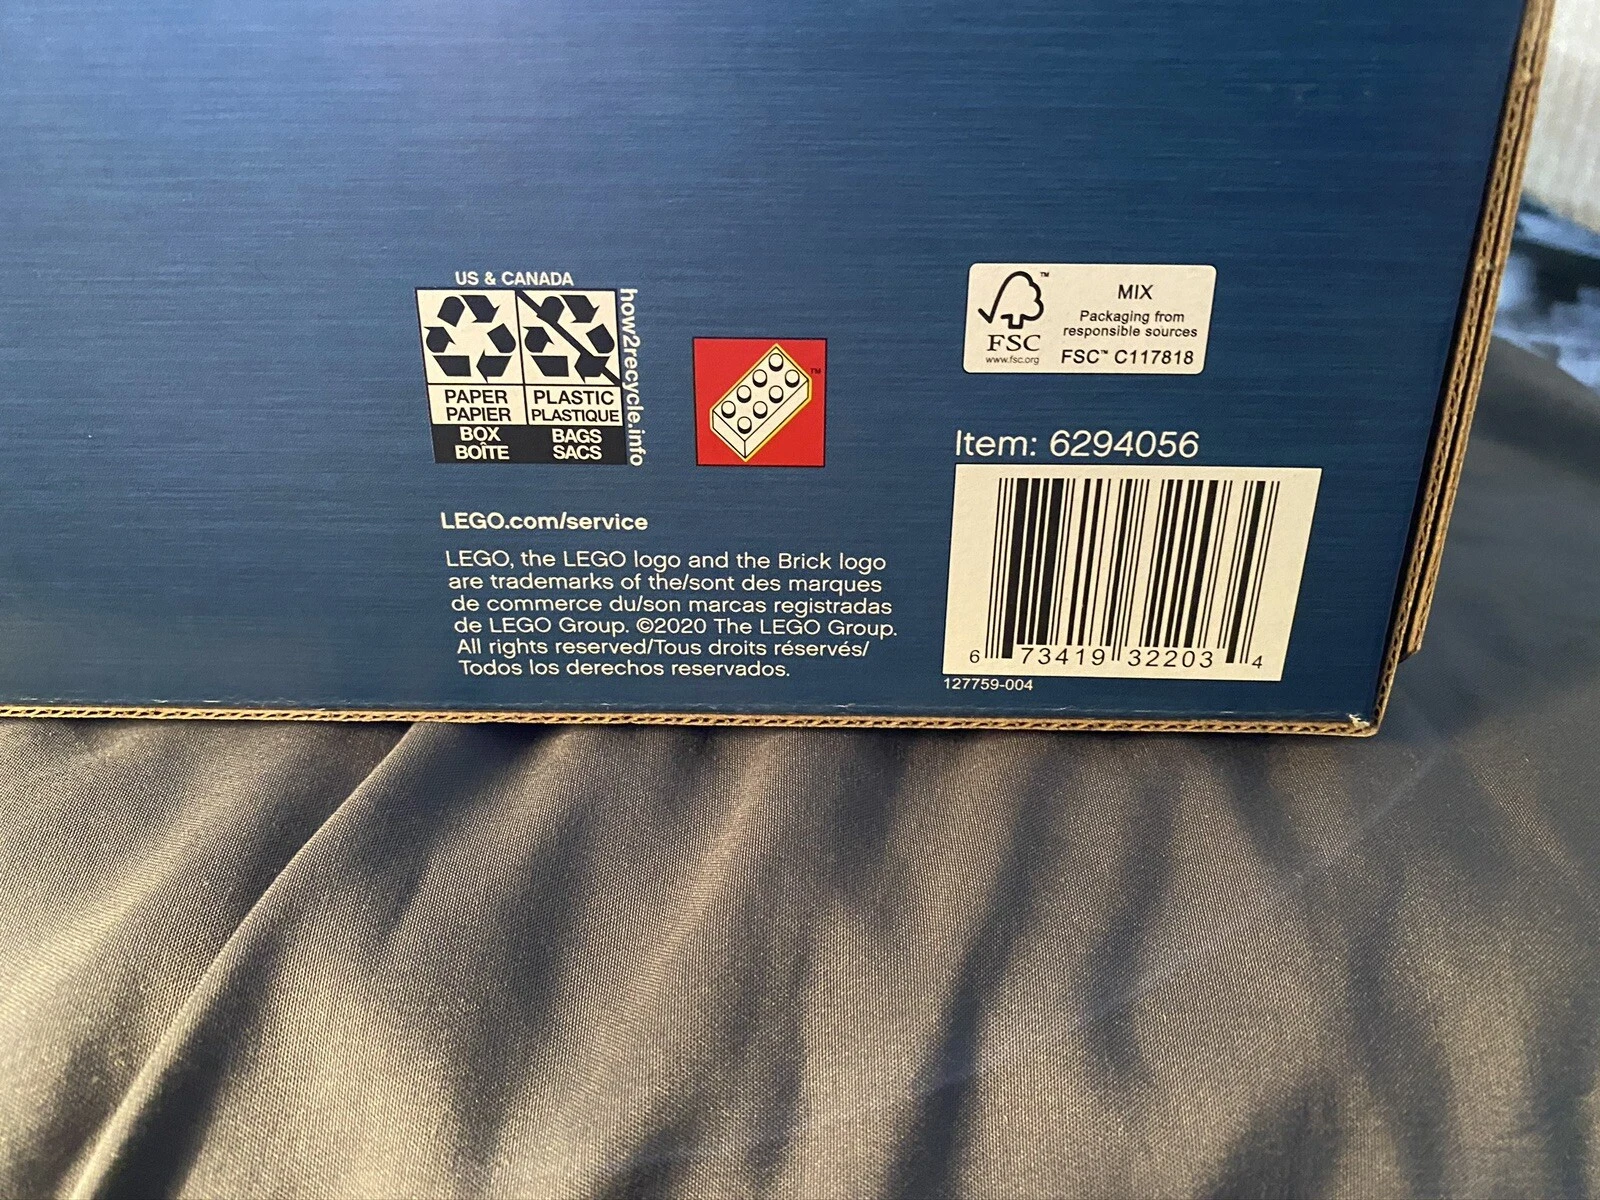 US & CANADA
PAPER
PAPIER
BOX
BOÎTE
PLASTIC
PLASTIQUE
BAGS
SACS
how2recycle.info
TM
LEGO.com/service
LEGO, the LEGO logo and the Brick logo
are trademarks of the/sont des marques
de commerce du/son marcas registradas
de LEGO Group. ©2020 The LEGO Group.
All rights reserved/Tous droits réservés/
Todos los derechos reservados.
TM
FSC
www.fsc.org
MIX
Packaging from
responsible sources
FSC™ C117818
Item: 6294056
6 73419 32203 4
127759-004